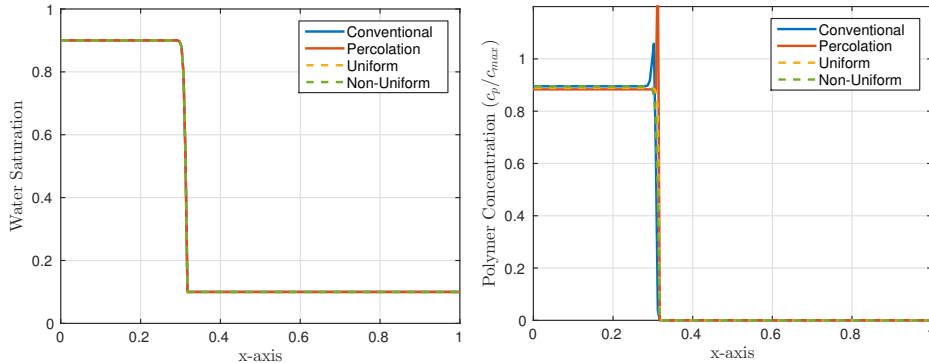 1
0.8
0.6
0.4
0.2
0
0
0.2
0.4
0.6
0.8
1
Water Saturation
x-axis
Conventional
Percolation
Uniform
Non-Uniform
1
0.8
0.6
0.4
0.2
0
0
0.2
0.4
0.6
0.8
1
Polymer Concentration (c_p/c_max)
x-axis
Conventional
Percolation
Uniform
Non-Uniform